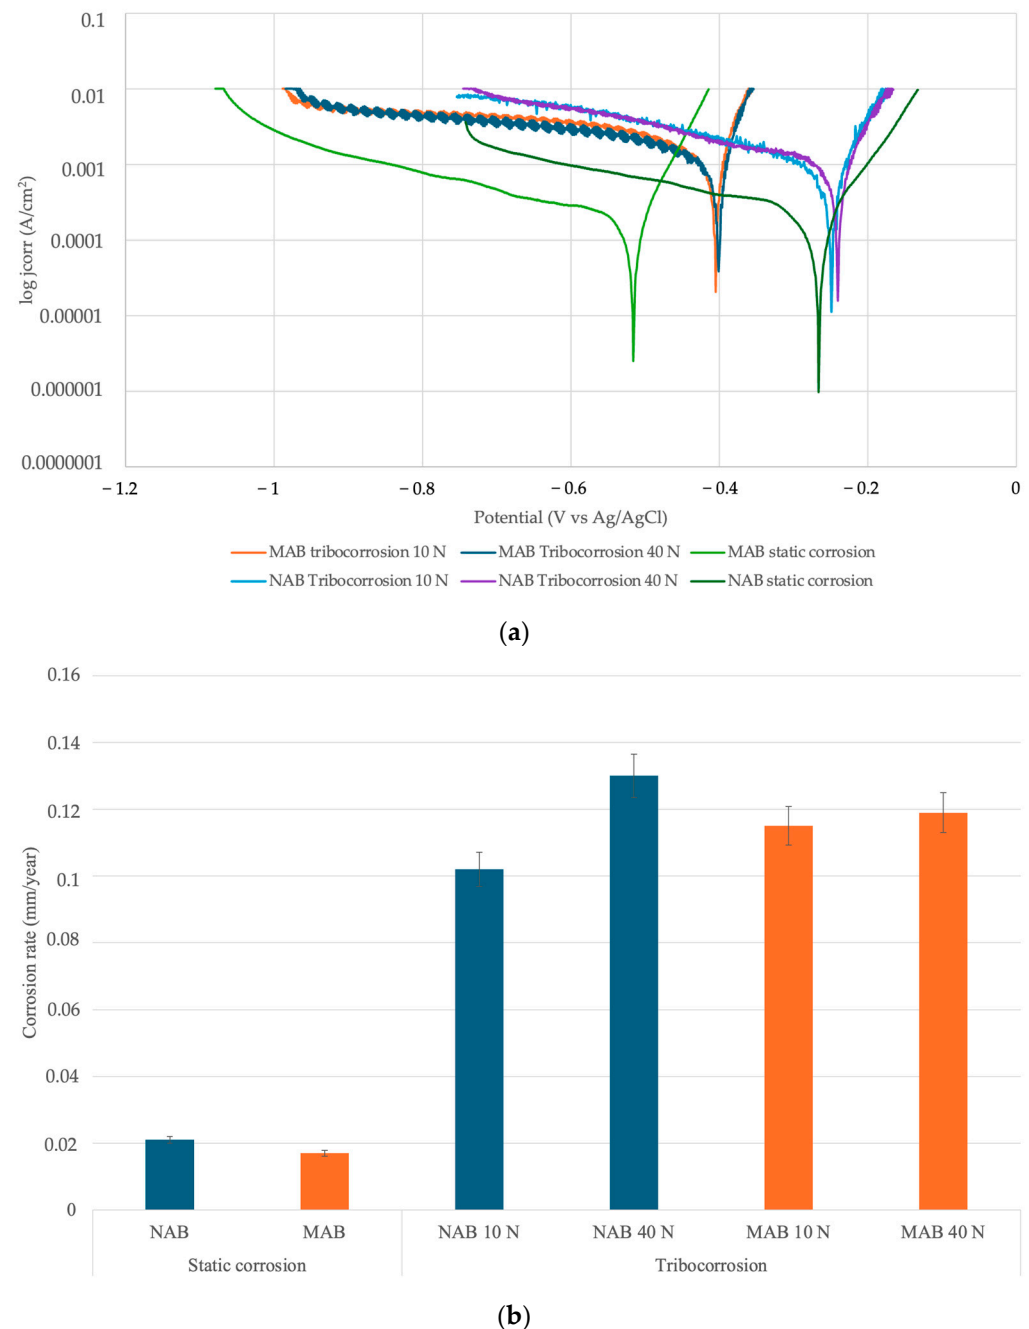 0.1
0.01
0.001
0.0001
0.00001
0.000001
0.0000001
log jcorr (A/cm²)
−1.2 −1 −0.8 −0.6 −0.4 −0.2 0
Potential (V vs Ag/AgCl)
MAB tribocorrosion 10 N MAB Tribocorrosion 40 N MAB static corrosion
NAB Tribocorrosion 10 N NAB Tribocorrosion 40 N NAB static corrosion
(a)
0.16
0.14
0.12
0.1
0.08
0.06
0.04
0.02
0
Corrosion rate (mm/year)
NAB MAB NAB 10 N NAB 40 N MAB 10 N MAB 40 N
Static corrosion Tribocorrosion
(b)